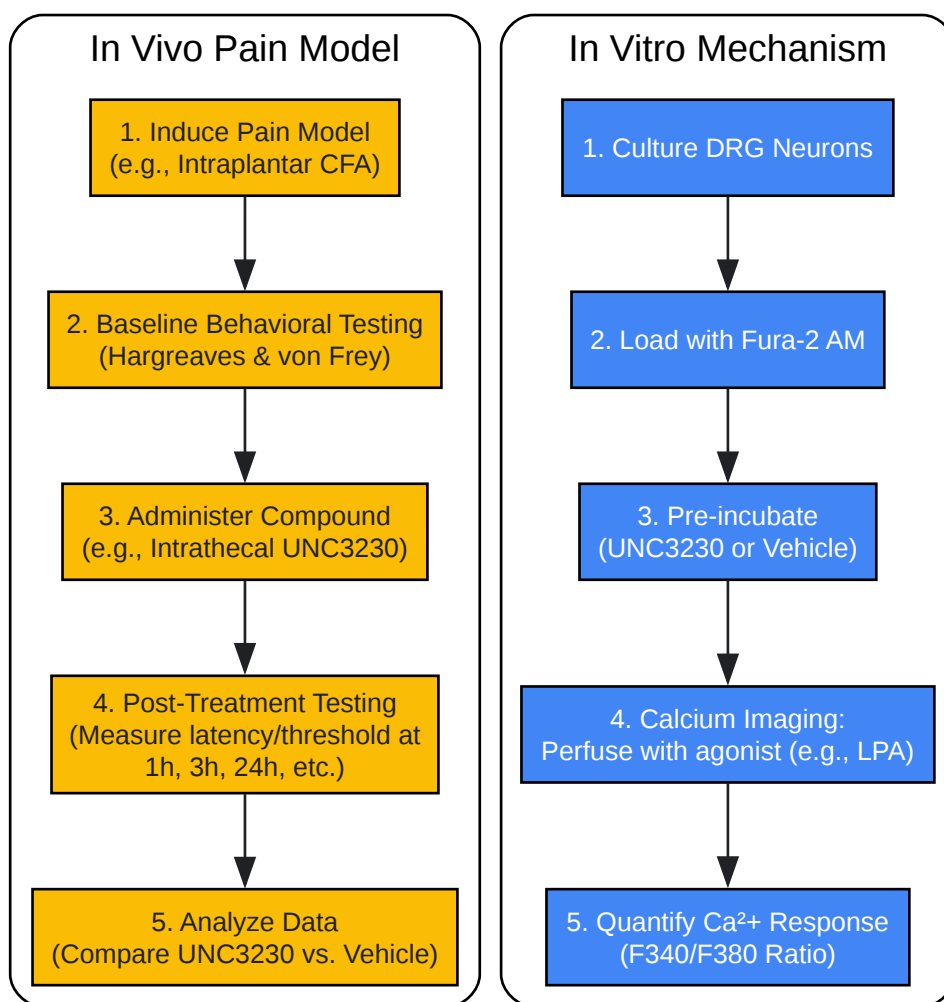 In Vivo Pain Model
1. Induce Pain Model
(e.g., Intraplantar CFA)
2. Baseline Behavioral Testing
(Hargreaves & von Frey)
3. Administer Compound
(e.g., Intrathecal UNC3230)
4. Post-Treatment Testing
(Measure latency/threshold at
1h, 3h, 24h, etc.)
5. Analyze Data
(Compare UNC3230 vs. Vehicle)
In Vitro Mechanism
1. Culture DRG Neurons
2. Load with Fura-2 AM
3. Pre-incubate
(UNC3230 or Vehicle)
4. Calcium Imaging:
Perfuse with agonist (e.g., LPA)
5. Quantify Ca²+ Response
(F340/F380 Ratio)